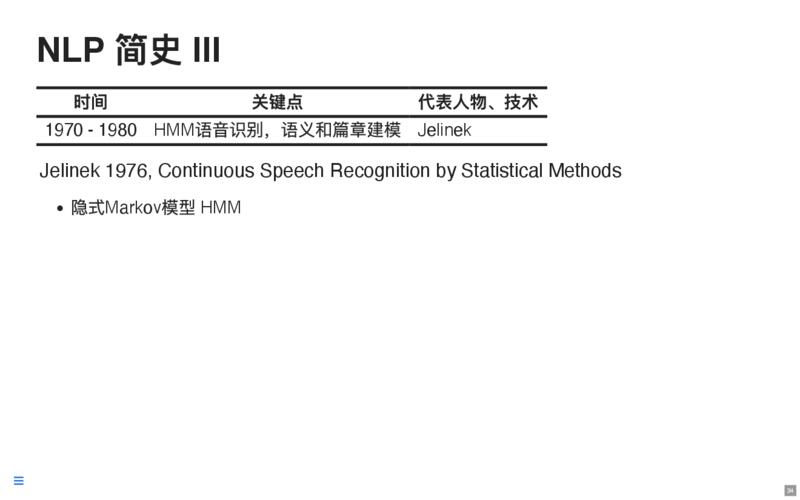 NLP 简史 III
时间 关键点 代表人物、技术
1970 - 1980 HMM语音识别，语义和篇章建模 Jelinek
Jelinek 1976, Continuous Speech Recognition by Statistical Methods
• 隐式Markov模型 HMM
34